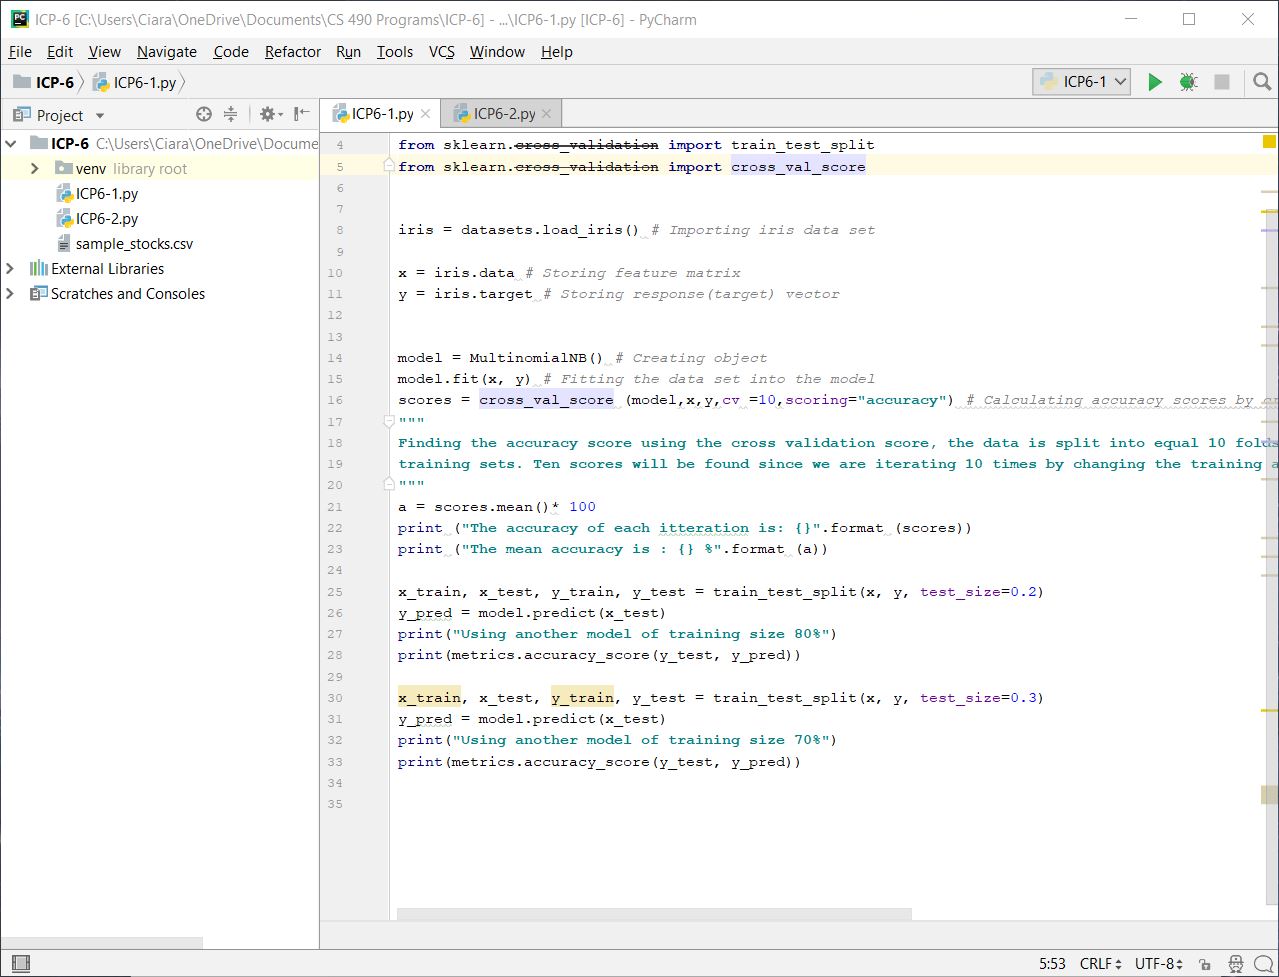 ICP-6 [C:\Users\Ciara\OneDrive\Documents\CS 490 Programs\ICP-6] - ...\ICP6-1.py [ICP-6] - PyCharm
File Edit View Navigate Code Refactor Run Tools VCS Window Help
ICP-6 ICP6-1.py ICP6-1
Project
ICP-6 C:\Users\Ciara\OneDrive\Docume
venv library root
ICP6-1.py
ICP6-2.py
sample_stocks.csv
External Libraries
Scratches and Consoles
ICP6-1.py ICP6-2.py
4 from sklearn.cross_validation import train_test_split
5 from sklearn.cross_validation import cross_val_score
6
7
8 iris = datasets.load_iris() # Importing iris data set
9
10 x = iris.data # Storing feature matrix
11 y = iris.target # Storing response(target) vector
12
13
14 model = MultinomialNB() # Creating object
15 model.fit(x, y) # Fitting the data set into the model
16 scores = cross_val_score (model,x,y,cv =10,scoring="accuracy") # Calculating accuracy scores by
17 """
18 Finding the accuracy score using the cross validation score, the data is split into equal 10 folds
19 training sets. Ten scores will be found since we are iterating 10 times by changing the training a
20 """
21 a = scores.mean()* 100
22 print ("The accuracy of each itteration is: {}".format (scores))
23 print ("The mean accuracy is : {} %".format (a))
24
25 x_train, x_test, y_train, y_test = train_test_split(x, y, test_size=0.2)
26 y_pred = model.predict(x_test)
27 print("Using another model of training size 80%")
28 print(metrics.accuracy_score(y_test, y_pred))
29
30 x_train, x_test, y_train, y_test = train_test_split(x, y, test_size=0.3)
31 y_pred = model.predict(x_test)
32 print("Using another model of training size 70%")
33 print(metrics.accuracy_score(y_test, y_pred))
34
35
5:53 CRLF UTF-8